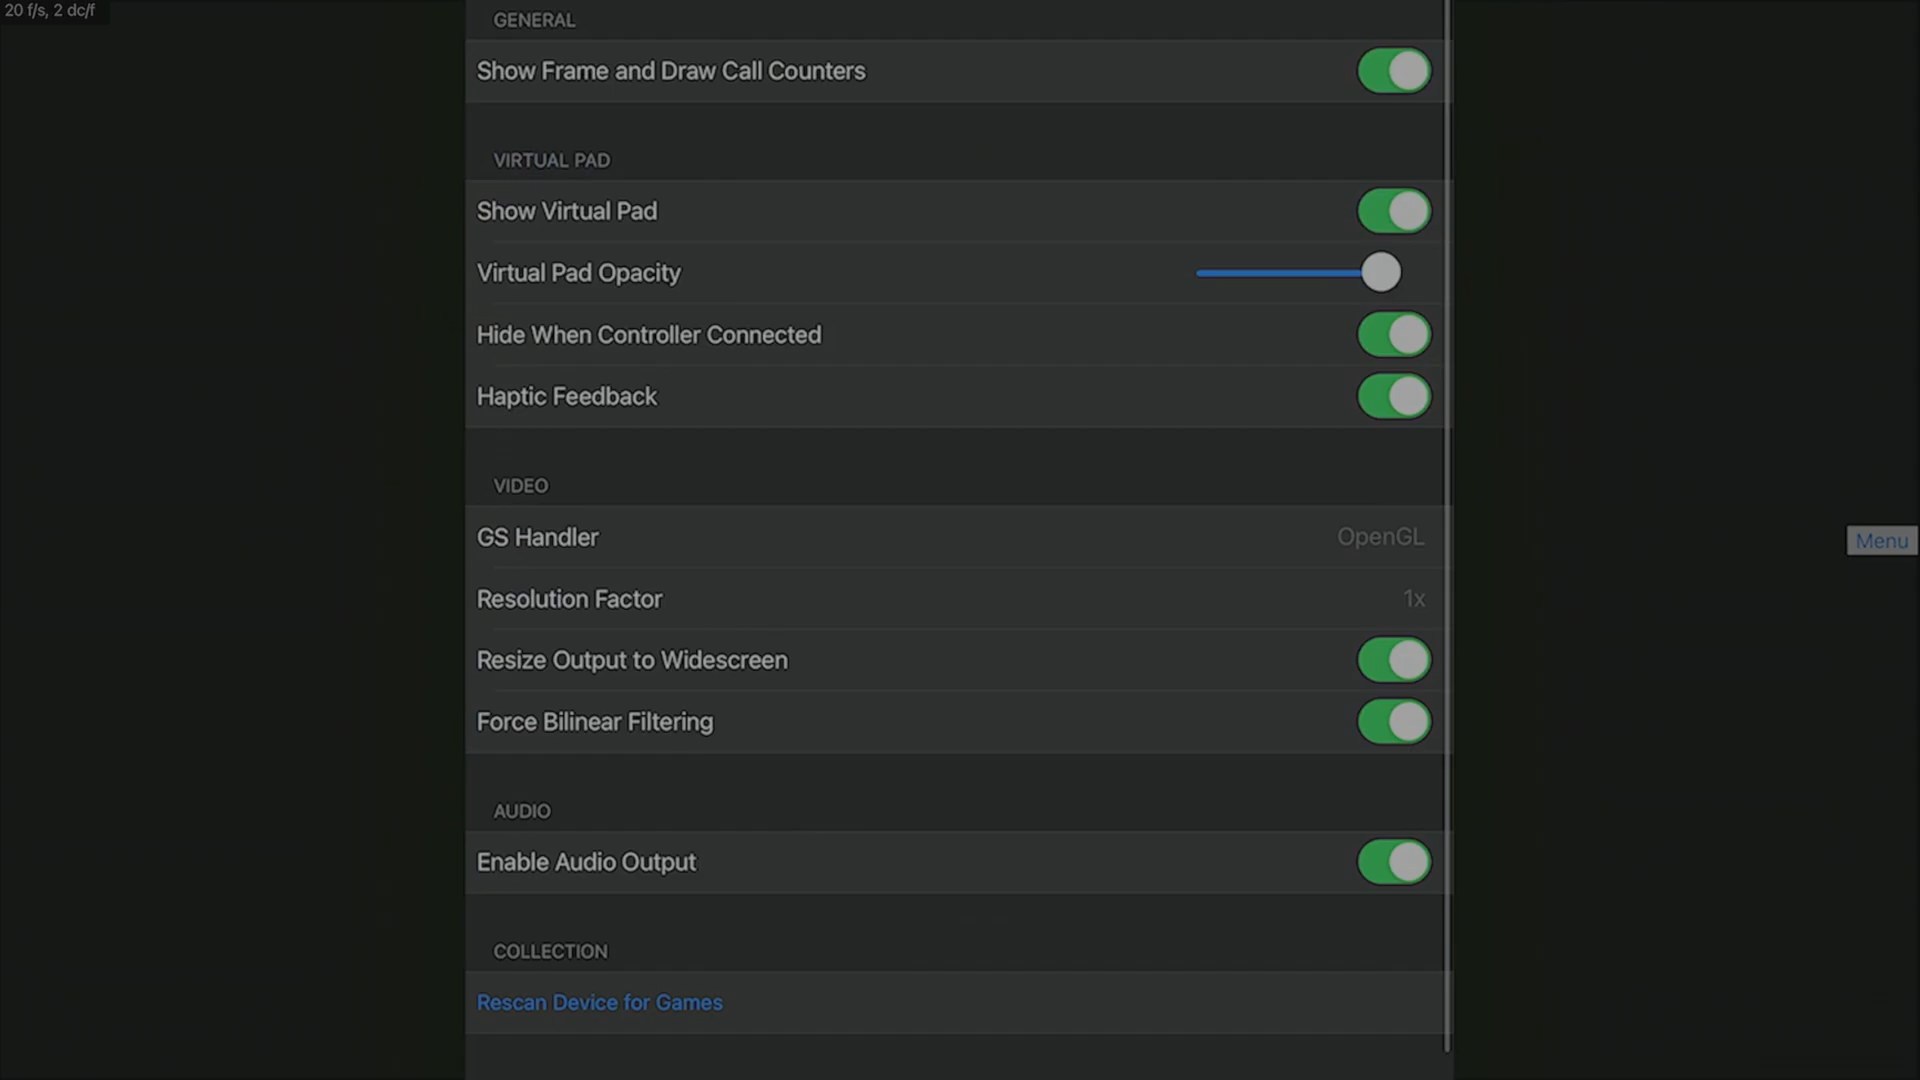 20 f/s, 2 dc/f
GENERAL
Show Frame and Draw Call Counters
VIRTUAL PAD
Show Virtual Pad
Virtual Pad Opacity
Hide When Controller Connected
Haptic Feedback
VIDEO
GS Handler OpenGL
Menu
Resolution Factor 1x
Resize Output to Widescreen
Force Bilinear Filtering
AUDIO
Enable Audio Output
COLLECTION
Rescan Device for Games